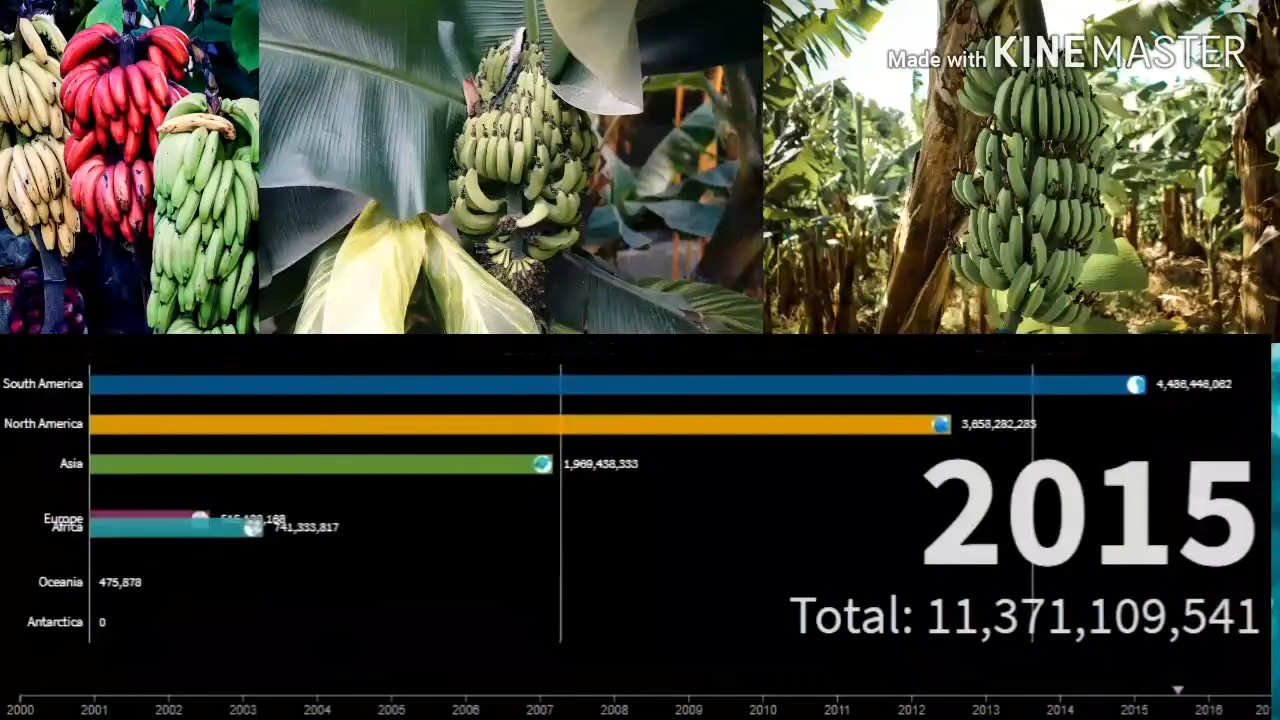 Made with KINEMASTER
South America 4,486,446,062
North America 3,658,282,283
Asia 1,969,438,333
Europe
Africa 741,333,817
Oceania 475,878
Antarctica 0
2015
Total: 11,371,109,541
2000 2001 2002 2003 2004 2005 2006 2007 2008 2009 2010 2011 2012 2013 2014 2015 2016